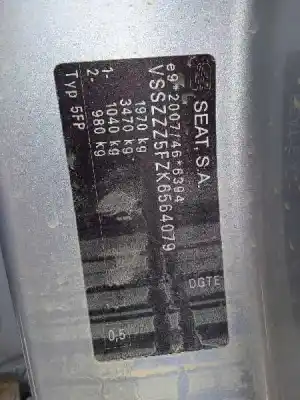 SEAT, S.A.
e9*2007/46*6394
VSSZZZ5FZK6564079
1970 kg
3470 kg
1- 1040 kg
2- 980 kg
Typ 5FP
DGTE
0,5